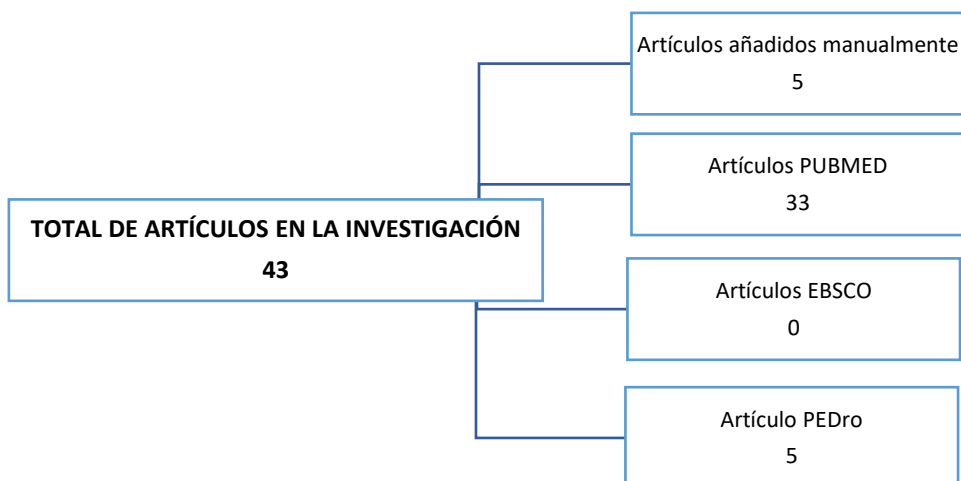 Artículos añadidos manualmente
5
Artículos PUBMED
33
TOTAL DE ARTÍCULOS EN LA INVESTIGACIÓN
43
Artículos EBSCO
0
Artículo PEDro
5